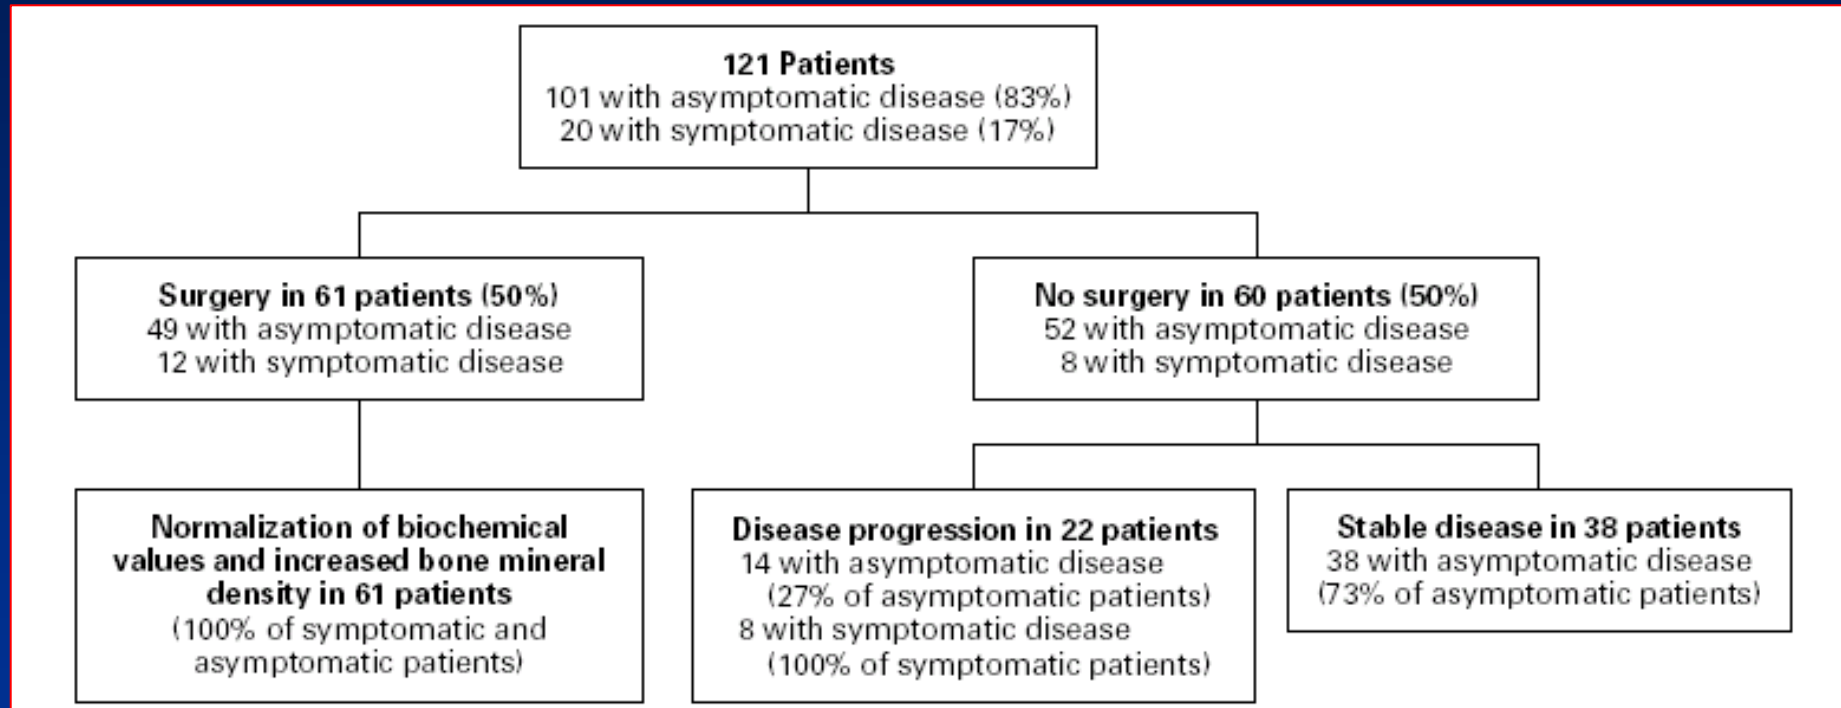 121 Patients
101 with asymptomatic disease (83%)
20 with symptomatic disease (17%)
Surgery in 61 patients (50%)
49 with asymptomatic disease
12 with symptomatic disease
No surgery in 60 patients (50%)
52 with asymptomatic disease
8 with symptomatic disease
Normalization of biochemical
values and increased bone mineral
density in 61 patients
(100% of symptomatic and
asymptomatic patients)
Disease progression in 22 patients
14 with asymptomatic disease
(27% of asymptomatic patients)
8 with symptomatic disease
(100% of symptomatic patients)
Stable disease in 38 patients
38 with asymptomatic disease
(73% of asymptomatic patients)